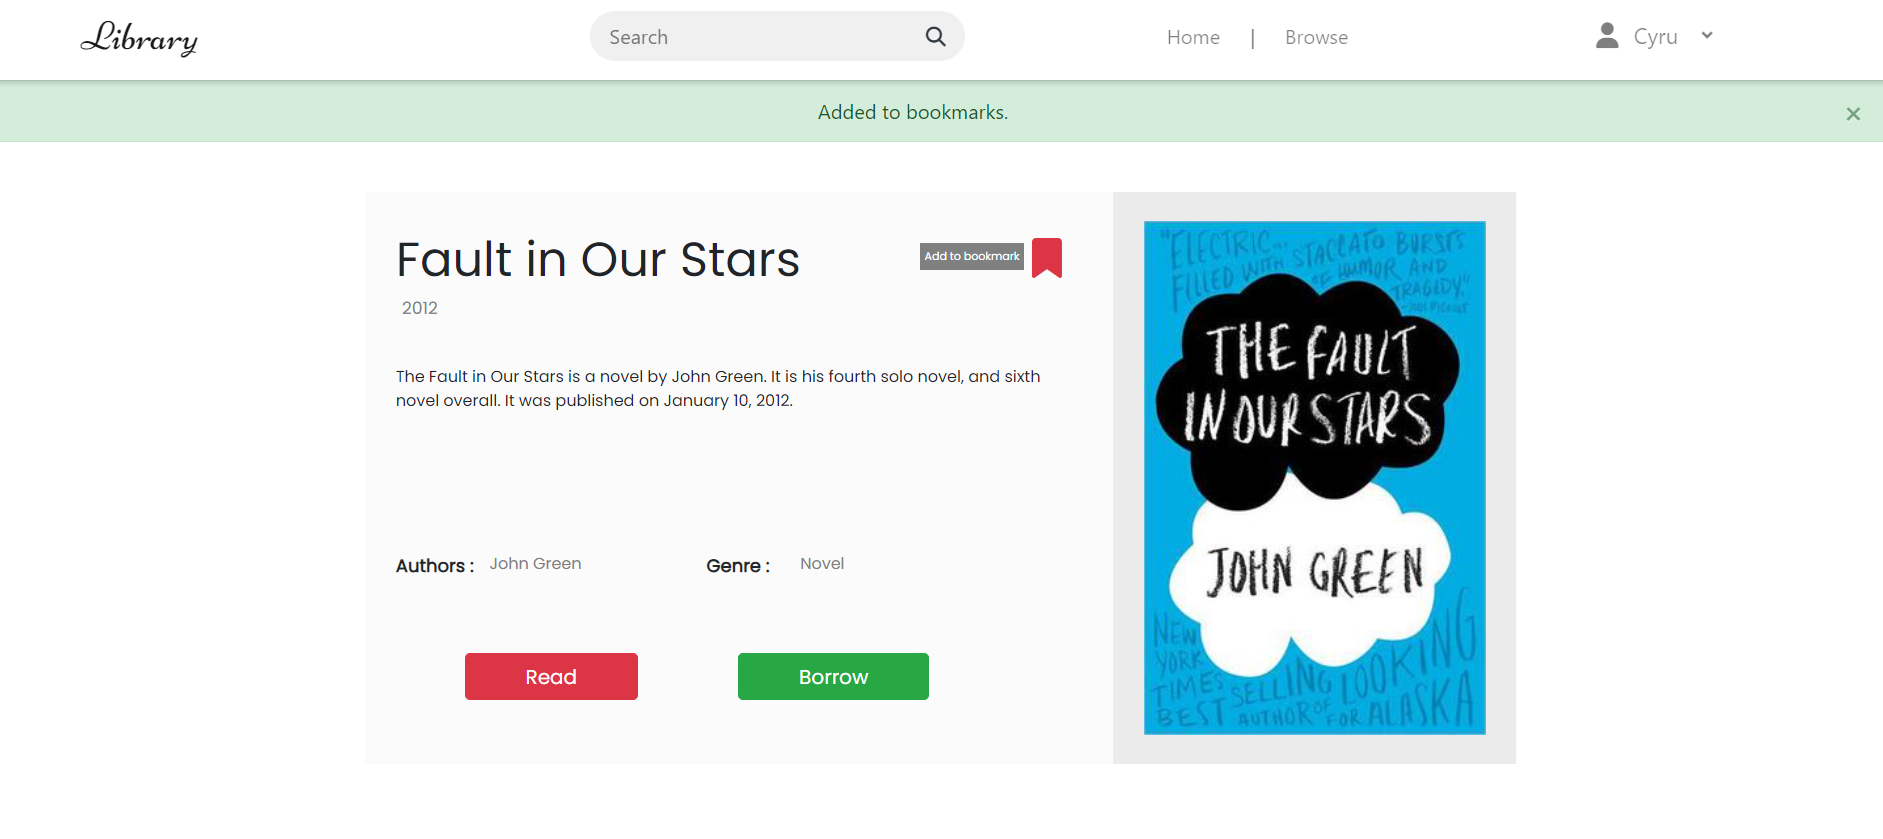 Library
Search
Home | Browse
Cyru
Added to bookmarks.
×
Fault in Our Stars
Add to bookmark
2012
The Fault in Our Stars is a novel by John Green. It is his fourth solo novel, and sixth
novel overall. It was published on January 10, 2012.
Authors : John Green
Genre : Novel
Read
Borrow
"ELECTRIC...
STACCATO BURSTS
FILLED WITH
OF HUMOR AND
TRAGEDY."
—JODI PICOULT
THE FAULT
IN OUR STARS
JOHN GREEN
NEW
YORK
TIMES
BEST
SELLING
AUTHOR OF
LOOKING
FOR ALASKA